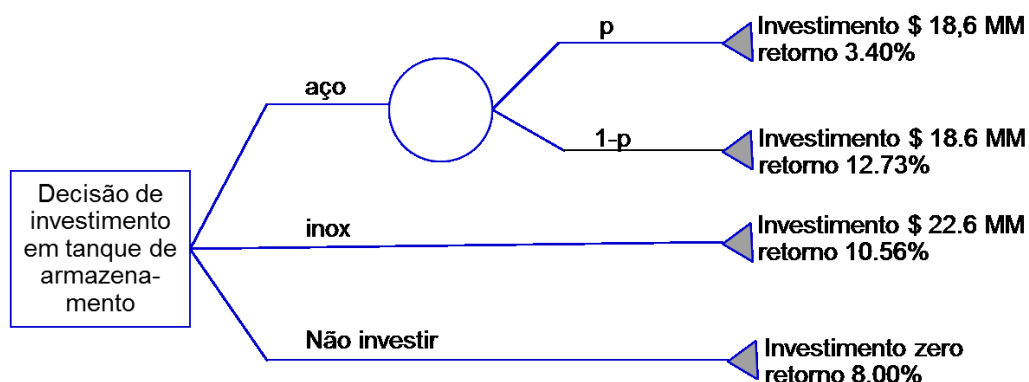 p
Investimento $ 18,6 MM
retorno 3.40%
aço
1-p
Investimento $ 18.6 MM
retorno 12.73%
Decisão de
investimento
em tanque de
armazena-
mento
inox
Investimento $ 22.6 MM
retorno 10.56%
Não investir
Investimento zero
retorno 8.00%